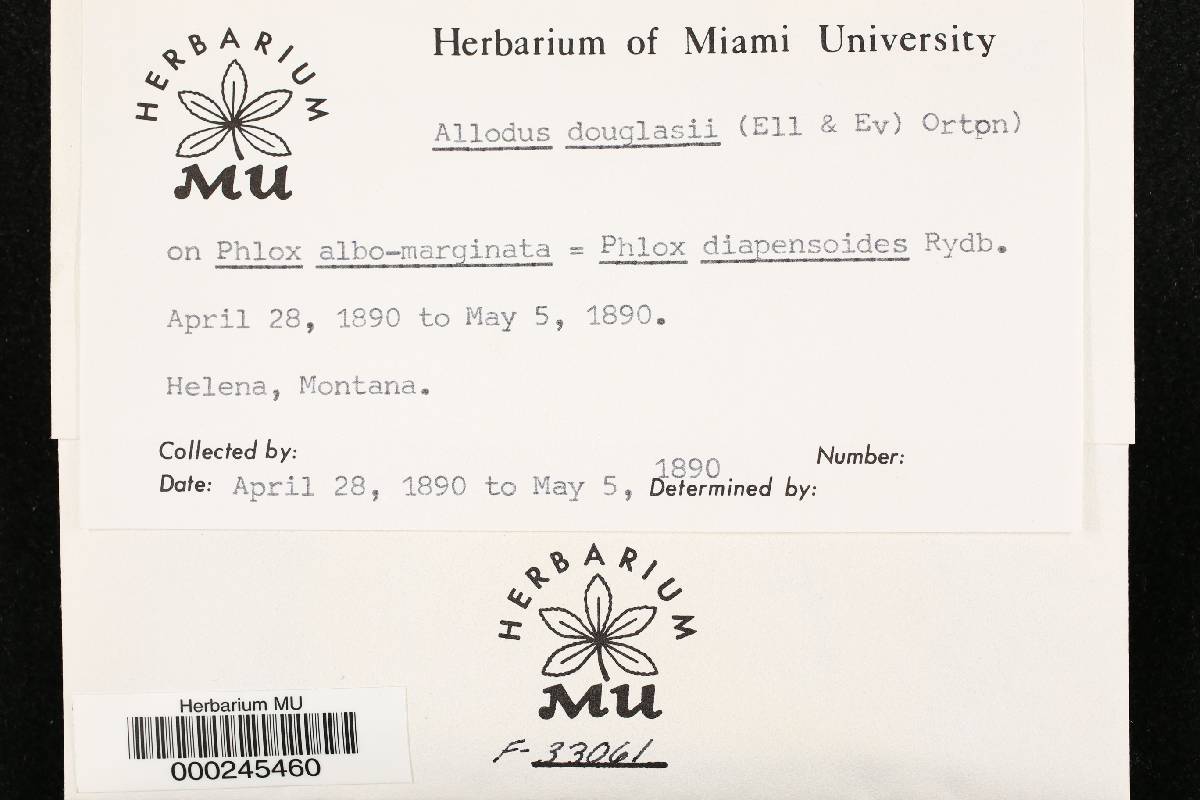 HERBARIUM
MU
Herbarium of Miami University
Allodus douglasii (Ell & Ev) Orton)
on Phlox albo-marginata = Phlox diapensoides Rydb.
April 28, 1890 to May 5, 1890.
Helena, Montana.
Collected by:
Number:
Date: April 28, 1890 to May 5, 1890
Determined by:
HERBARIUM
MU
F-33061
Herbarium MU
000245460